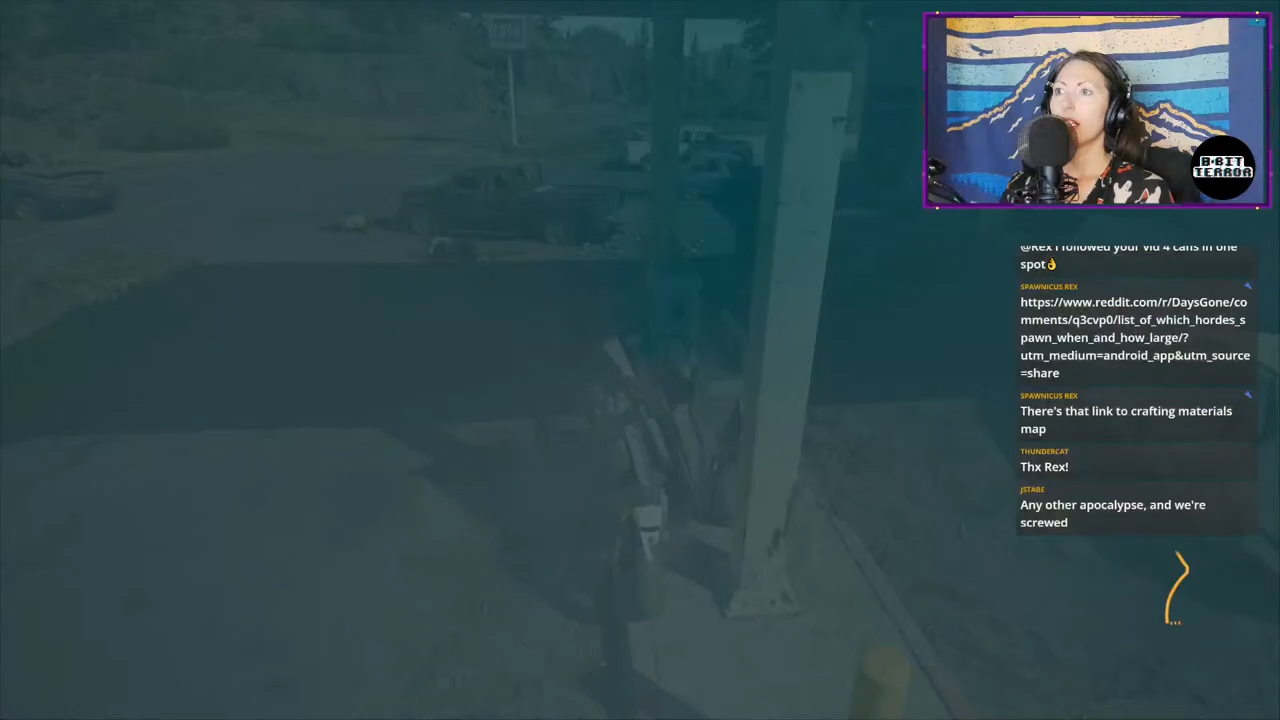 8-BIT
TERROR
@Rex I followed your vid 4 cans in one
spot👌
SPAWNICUS REX
https://www.reddit.com/r/DaysGone/co
mments/q3cvp0/list_of_which_hordes_s
pawn_when_and_how_large/?
utm_medium=android_app&utm_source
=share
SPAWNICUS REX
There's that link to crafting materials
map
THUNDERCAT
Thx Rex!
JSTABE
Any other apocalypse, and we're
screwed